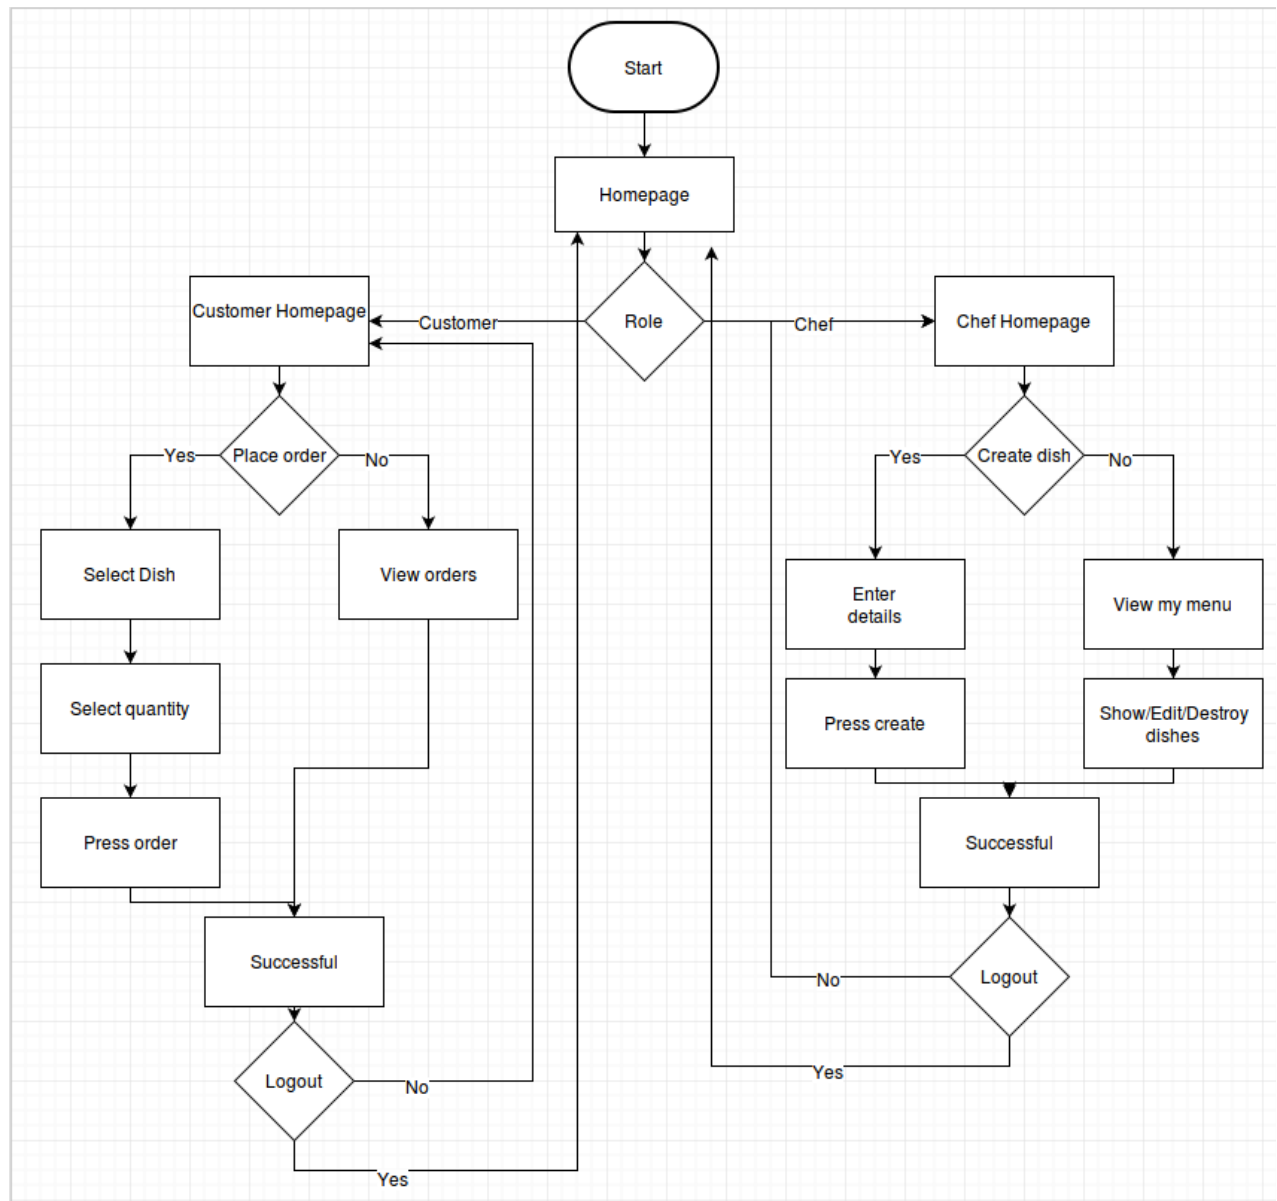 Start
Homepage
Customer Homepage
Customer
Role
Chef
Chef Homepage
Yes
Place order
No
Yes
Create dish
No
Select Dish
View orders
Enter
details
View my menu
Select quantity
Press create
Show/Edit/Destroy
dishes
Press order
Successful
Successful
Logout
No
Logout
No
Yes
Yes